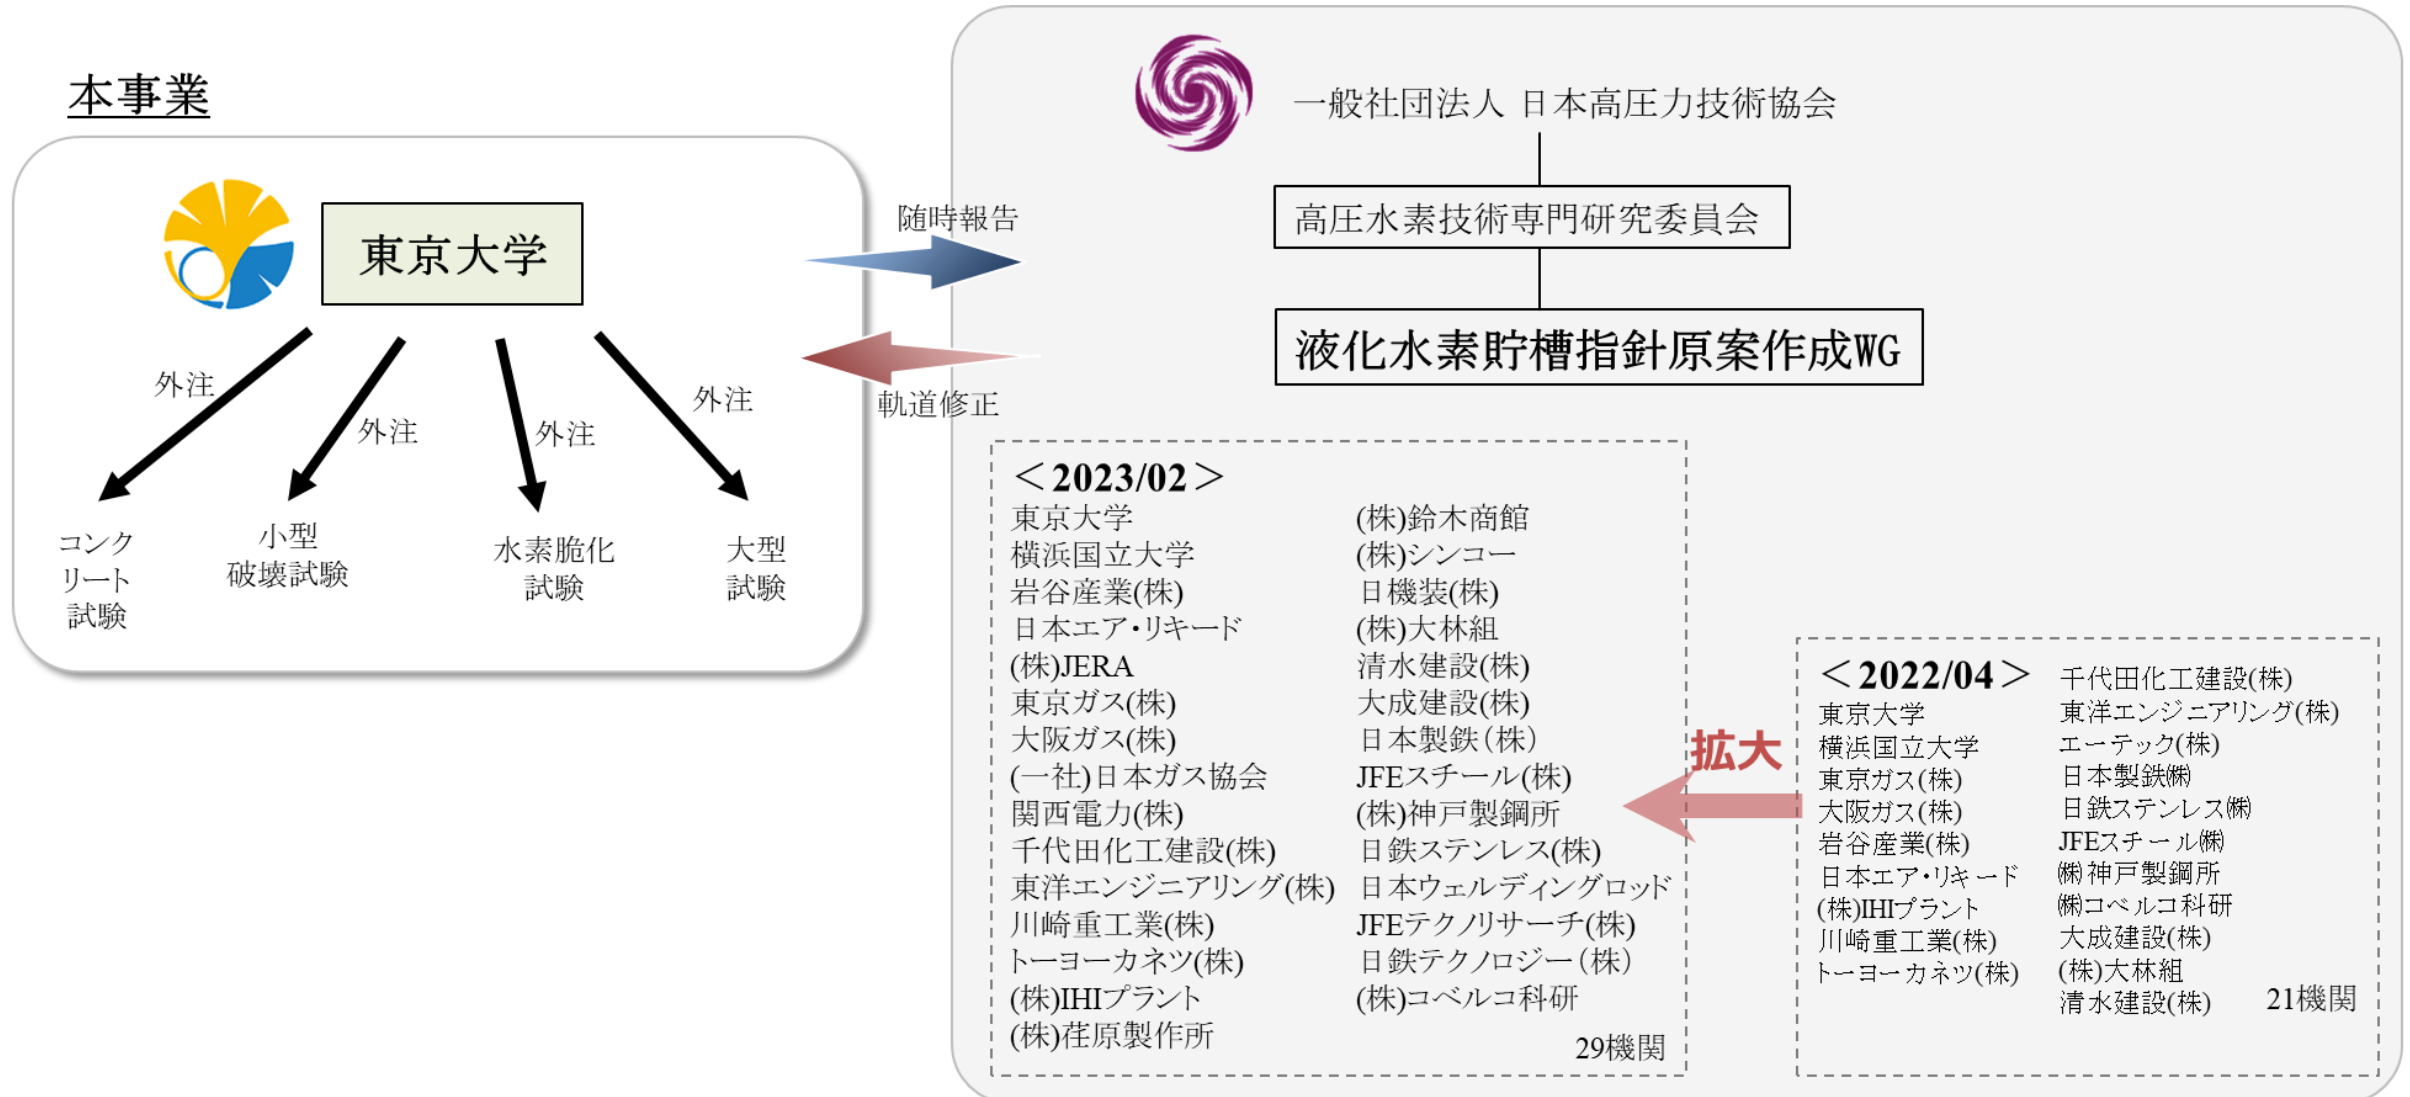 本事業
東京大学
外注
外注
外注
外注
コンク
リート
試験
小型
破壊試験
水素脆化
試験
大型
試験
随時報告
軌道修正
一般社団法人 日本高圧力技術協会
高圧水素技術専門研究委員会
液化水素貯槽指針原案作成WG
＜2023/02＞
東京大学
横浜国立大学
岩谷産業(株)
日本エア・リキード
(株)JERA
東京ガス(株)
大阪ガス(株)
(一社)日本ガス協会
関西電力(株)
千代田化工建設(株)
東洋エンジニアリング(株)
川崎重工業(株)
トーヨーカネツ(株)
(株)IHIプラント
(株)荏原製作所
(株)鈴木商館
(株)シンコー
日機装(株)
(株)大林組
清水建設(株)
大成建設(株)
日本製鉄（株）
JFEスチール(株)
(株)神戸製鋼所
日鉄ステンレス(株)
日本ウェルディングロッド
JFEテクノリサーチ(株)
日鉄テクノロジー（株）
(株)コベルコ科研
29機関
拡大
＜2022/04＞
東京大学
横浜国立大学
東京ガス(株)
大阪ガス(株)
岩谷産業(株)
日本エア・リキード
(株)IHIプラント
川崎重工業(株)
トーヨーカネツ(株)
千代田化工建設(株)
東洋エンジニアリング(株)
エーテック(株)
日本製鉄㈱
日鉄ステンレス㈱
JFEスチール㈱
㈱神戸製鋼所
㈱コベルコ科研
大成建設(株)
(株)大林組
清水建設(株)
21機関